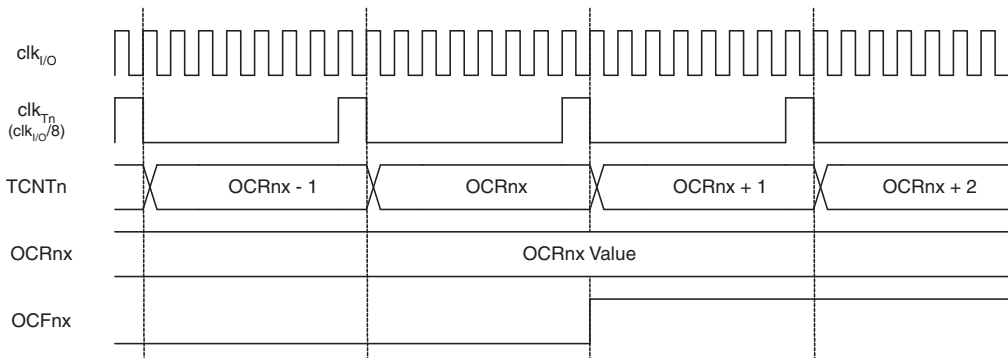 clkI/O
clkTn
(clkI/O/8)
TCNTn OCRnx - 1 OCRnx OCRnx + 1 OCRnx + 2
OCRnx OCRnx Value
OCFnx